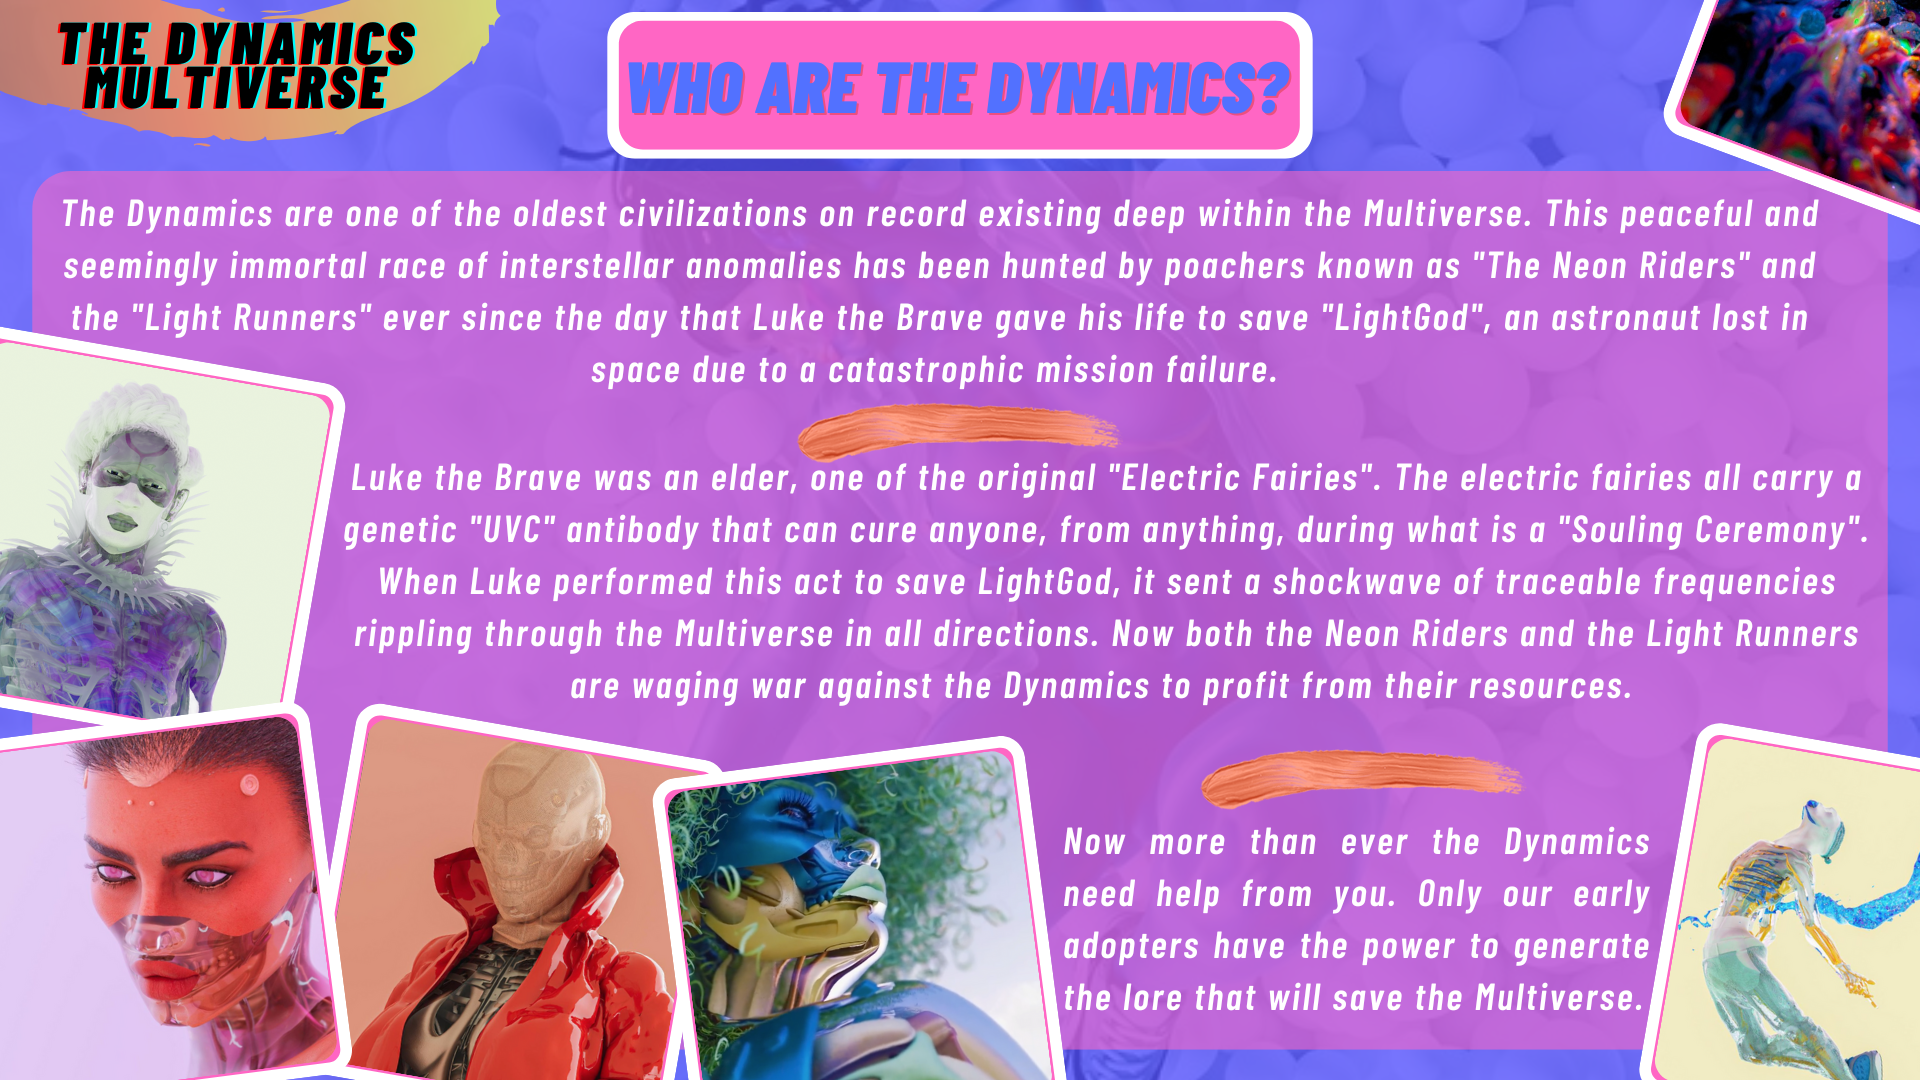 THE DYNAMICS
MULTIVERSE
WHO ARE THE DYNAMICS?
The Dynamics are one of the oldest civilizations on record existing deep within the Multiverse. This peaceful and
seemingly immortal race of interstellar anomalies has been hunted by poachers known as "The Neon Riders" and
the "Light Runners" ever since the day that Luke the Brave gave his life to save "LightGod", an astronaut lost in
space due to a catastrophic mission failure.
Luke the Brave was an elder, one of the original "Electric Fairies". The electric fairies all carry a
genetic "UVC" antibody that can cure anyone, from anything, during what is a "Souling Ceremony".
When Luke performed this act to save LightGod, it sent a shockwave of traceable frequencies
rippling through the Multiverse in all directions. Now both the Neon Riders and the Light Runners
are waging war against the Dynamics to profit from their resources.
Now more than ever the Dynamics
need help from you. Only our early
adopters have the power to generate
the lore that will save the Multiverse.